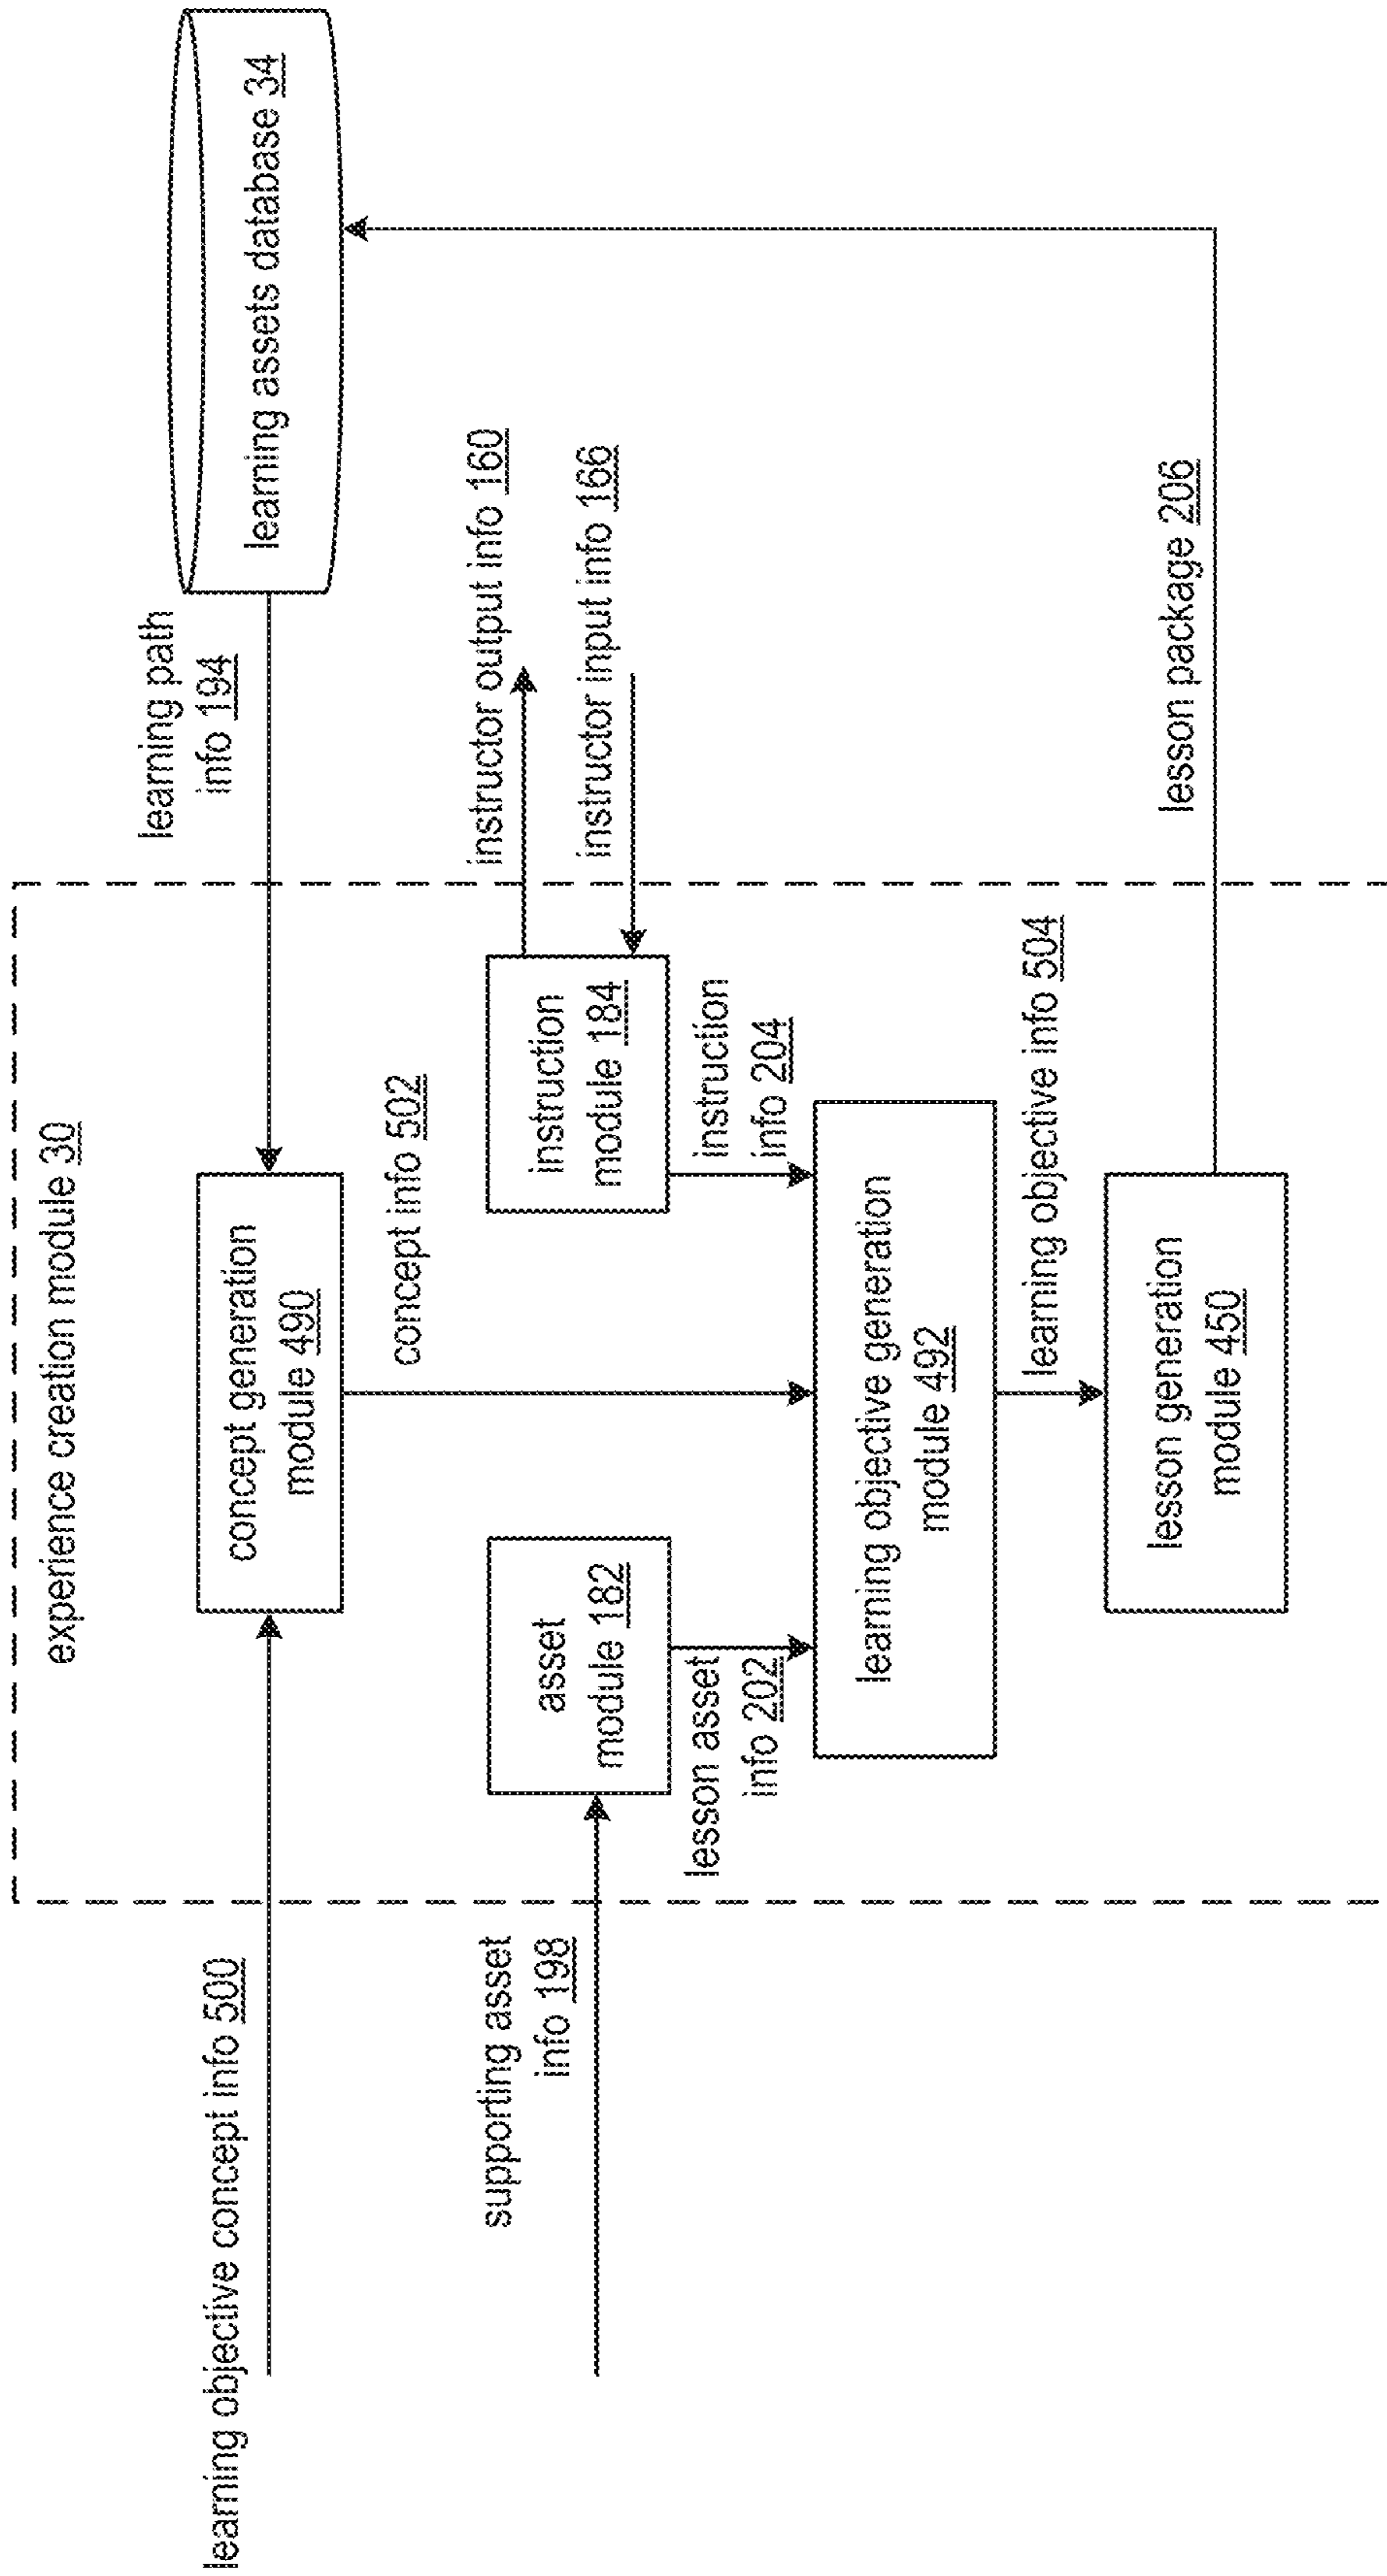 experience creation module 30
learning objective concept info 500
concept generation
module 490
learning path
info 194
learning assets database 34
concept info 502
supporting asset
info 198
asset
module 182
instruction
module 184
instructor output info 160
instructor input info 166
lesson asset
info 202
instruction
info 204
learning objective generation
module 492
learning objective info 504
lesson generation
module 450
lesson package 206